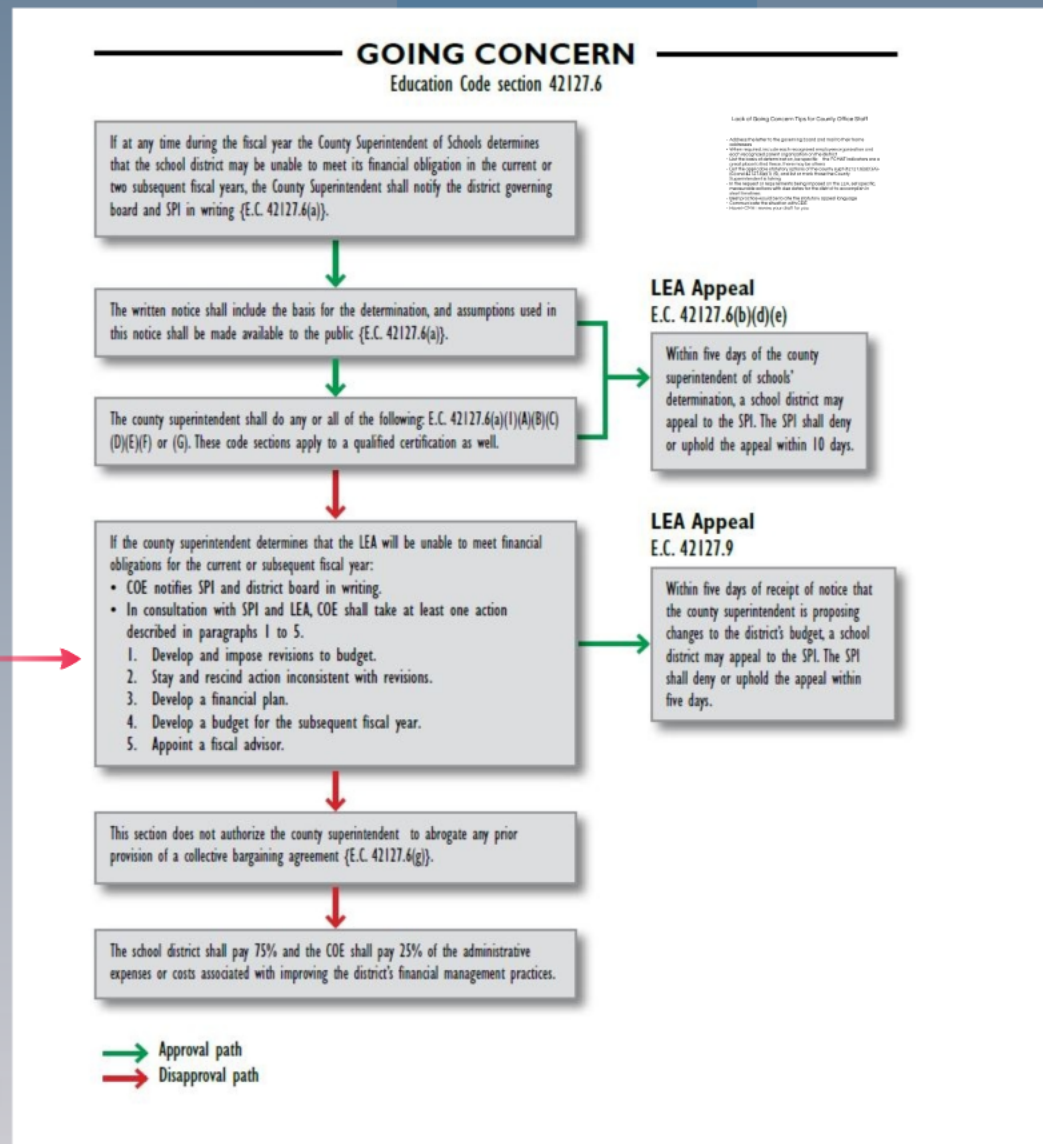 GOING CONCERN
Education Code section 42127.6
If at any time during the fiscal year the County Superintendent of Schools determines
that the school district may be unable to meet its financial obligation in the current or
two subsequent fiscal years, the County Superintendent shall notify the district governing
board and SPI in writing {E.C. 42127.6(a)}.
Lack of Going Concern Tips for County Office Staff
The written notice shall include the basis for the determination, and assumptions used in
this notice shall be made available to the public {E.C. 42127.6(a)}.
The county superintendent shall do any or all of the following: E.C. 42127.6(a)(1)(A)(B)(C)
(D)(E)(F) or (G). These code sections apply to a qualified certification as well.
LEA Appeal
E.C. 42127.6(b)(d)(e)
Within five days of the county
superintendent of schools'
determination, a school district may
appeal to the SPI. The SPI shall deny
or uphold the appeal within 10 days.
If the county superintendent determines that the LEA will be unable to meet financial
obligations for the current or subsequent fiscal year:
• COE notifies SPI and district board in writing.
• In consultation with SPI and LEA, COE shall take at least one action
described in paragraphs 1 to 5.
1. Develop and impose revisions to budget.
2. Stay and rescind action inconsistent with revisions.
3. Develop a financial plan.
4. Develop a budget for the subsequent fiscal year.
5. Appoint a fiscal advisor.
LEA Appeal
E.C. 42127.9
Within five days of receipt of notice that
the county superintendent is proposing
changes to the district's budget, a school
district may appeal to the SPI. The SPI
shall deny or uphold the appeal within
five days.
This section does not authorize the county superintendent to abrogate any prior
provision of a collective bargaining agreement {E.C. 42127.6(g)}.
The school district shall pay 75% and the COE shall pay 25% of the administrative
expenses or costs associated with improving the district's financial management practices.
Approval path
Disapproval path